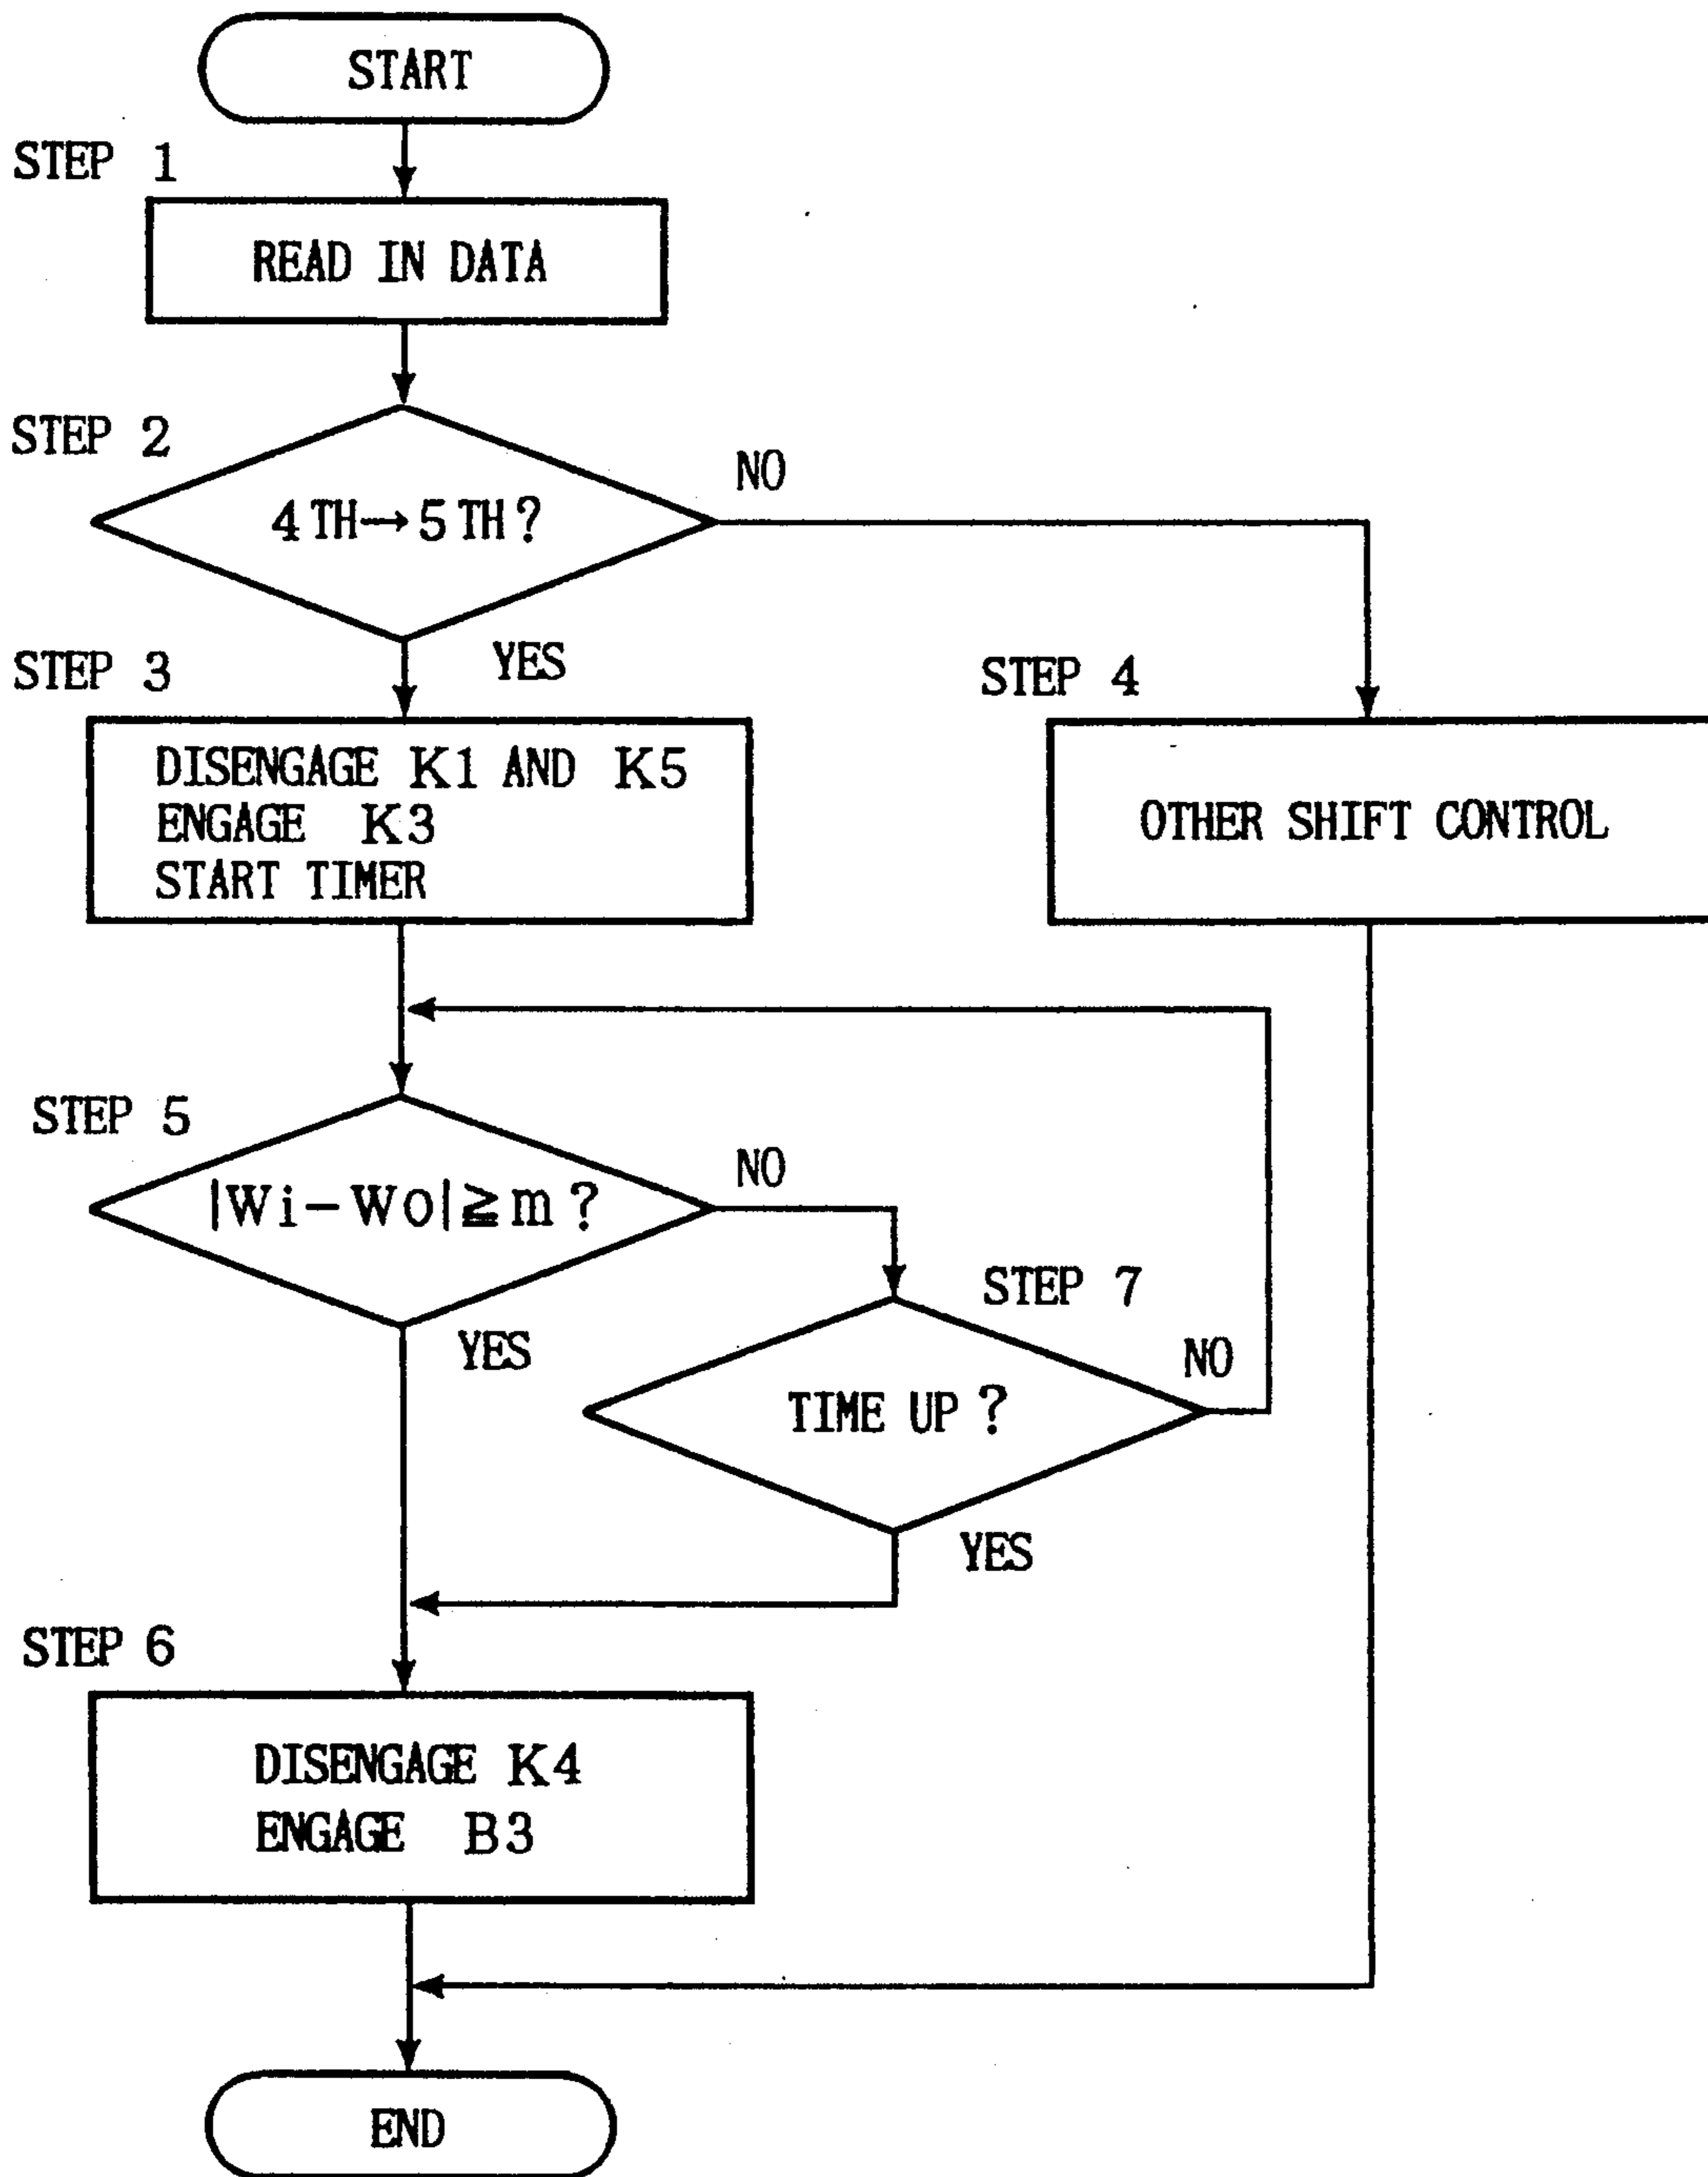 START
STEP 1
READ IN DATA
STEP 2
4TH→5TH?
NO
YES
STEP 3
DISENGAGE K1 AND K5
ENGAGE K3
START TIMER
STEP 4
OTHER SHIFT CONTROL
STEP 5
|Wi-Wo|≧m?
NO
YES
STEP 7
TIME UP?
NO
YES
STEP 6
DISENGAGE K4
ENGAGE B3
END